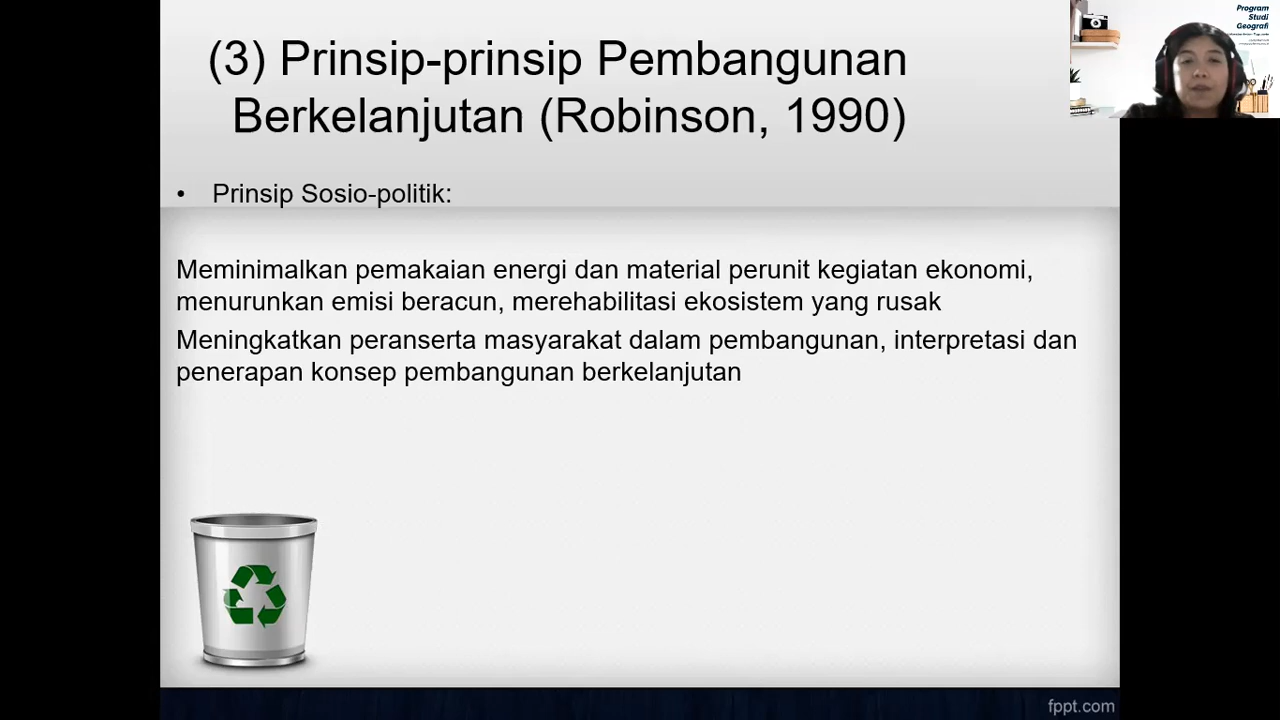 (3) Prinsip-prinsip Pembangunan
Berkelanjutan (Robinson, 1990)
• Prinsip Sosio-politik:
Meminimalkan pemakaian energi dan material perunit kegiatan ekonomi,
menurunkan emisi beracun, merehabilitasi ekosistem yang rusak
Meningkatkan peranserta masyarakat dalam pembangunan, interpretasi dan
penerapan konsep pembangunan berkelanjutan
Program
Studi
Geografi
fppt.com